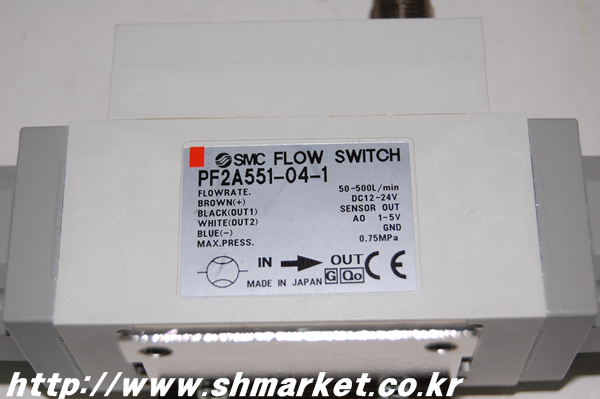 SMC FLOW SWITCH
PF2A551-04-1
FLOWRATE. 50-500L/min
BROWN(+) DC12-24V
BLACK(OUT1) SENSOR OUT
WHITE(OUT2) AO 1-5V
BLUE(-) GND
MAX.PRESS. 0.75MPa
IN OUT
MADE IN JAPAN G Qo CE
http://www.shmarket.co.kr